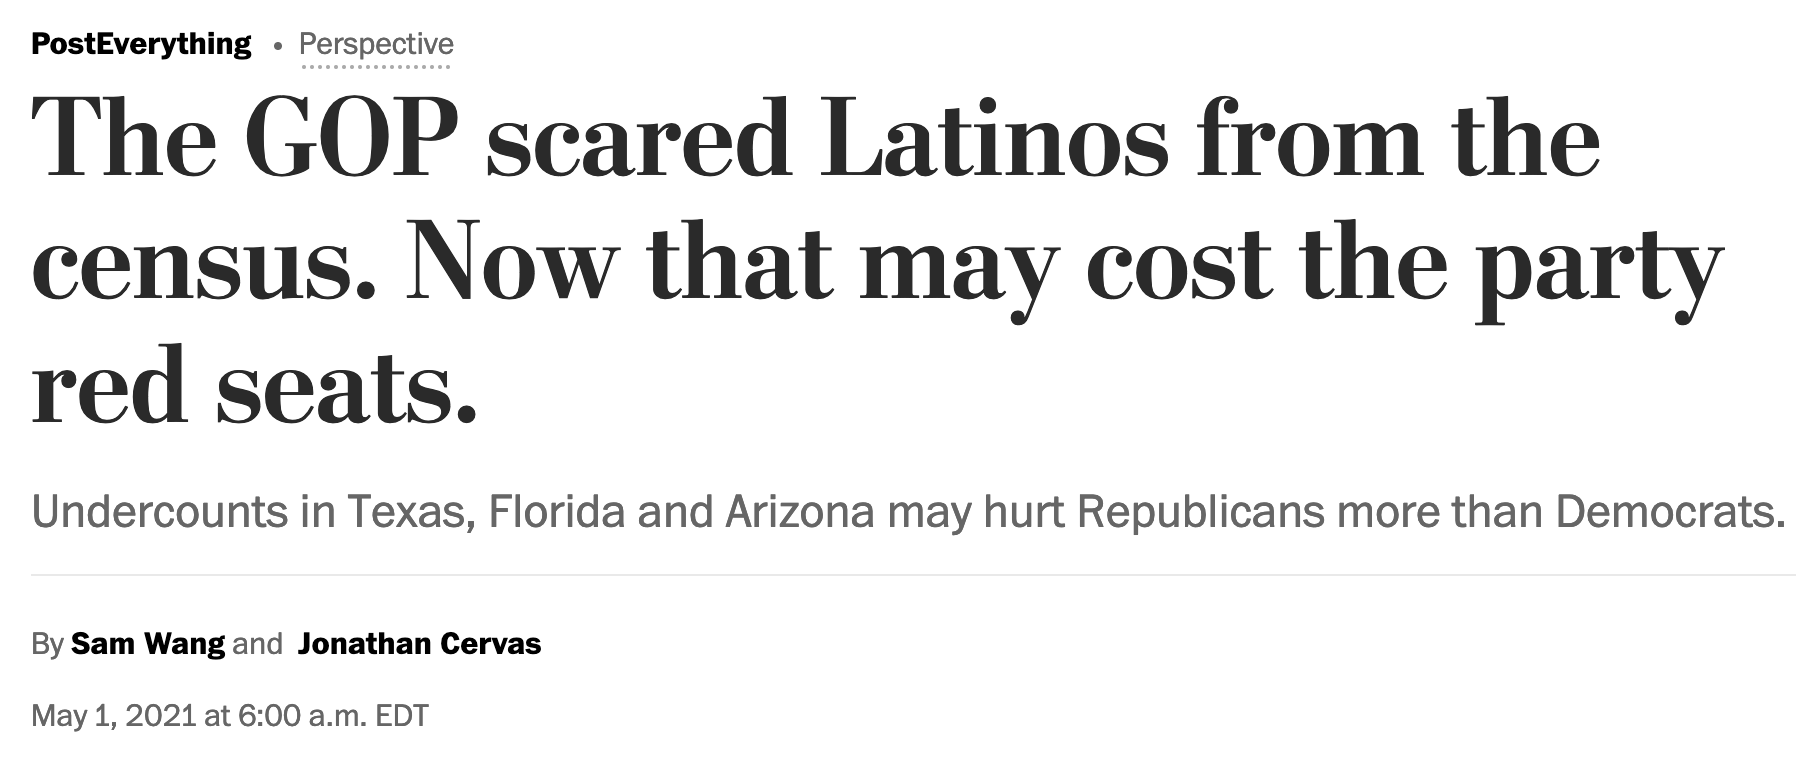 PostEverything • Perspective
The GOP scared Latinos from the
census. Now that may cost the party
red seats.
Undercounts in Texas, Florida and Arizona may hurt Republicans more than Democrats.
By Sam Wang and Jonathan Cervas
May 1, 2021 at 6:00 a.m. EDT